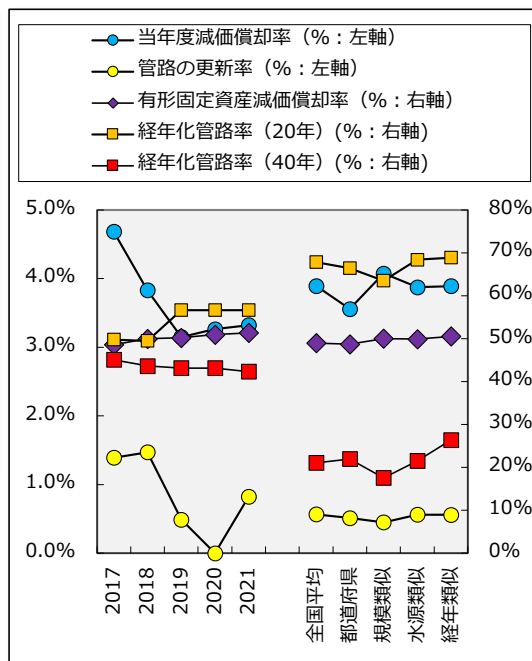 当年度減価償却率（%：左軸）
管路の更新率（%：左軸）
有形固定資産減価償却率（%：右軸）
経年化管路率（20年）(%：右軸)
経年化管路率（40年）(%：右軸)
5.0%
4.0%
3.0%
2.0%
1.0%
0.0%
80%
70%
60%
50%
40%
30%
20%
10%
0%
2017
2018
2019
2020
2021
全国平均
都道府県
規模類似
水源類似
経年類似